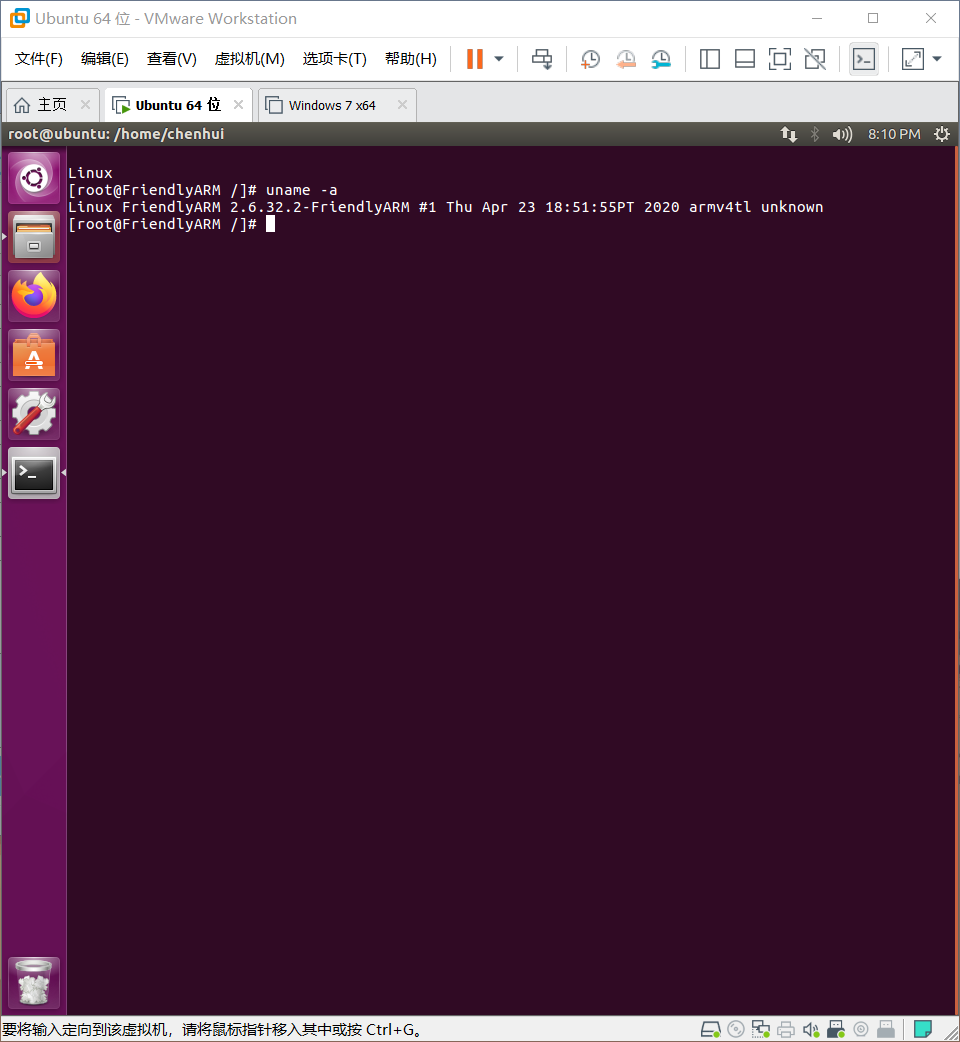 Ubuntu 64 位 - VMware Workstation
文件(F) 编辑(E) 查看(V) 虚拟机(M) 选项卡(T) 帮助(H)
主页 Ubuntu 64 位 Windows 7 x64
root@ubuntu: /home/chenhui 8:10 PM
Linux
[root@FriendlyARM /]# uname -a
Linux FriendlyARM 2.6.32.2-FriendlyARM #1 Thu Apr 23 18:51:55PT 2020 armv4tl unknown
[root@FriendlyARM /]#
要将输入定向到该虚拟机，请将鼠标指针移入其中或按 Ctrl+G。